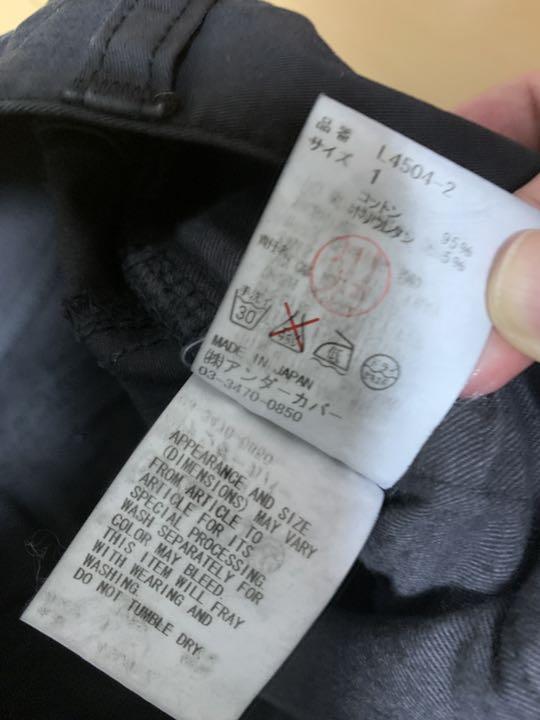 品番 L4504-2
サイズ 1
コットン 95%
ポリウレタン 5%
手洗イ
30
MADE IN JAPAN
(株)アンダーカバー
03-3470-0850
APPEARANCE AND SIZE
(DIMENSIONS) MAY VARY
FROM ARTICLE TO
ARTICLE FOR ITS
SPECIAL PROCESSING.
WASH SEPARATELY FOR
COLOR MAY BLEED.
THIS ITEM WILL FRAY
WITH WEARING AND
WASHING.
DO NOT TUMBLE DRY.